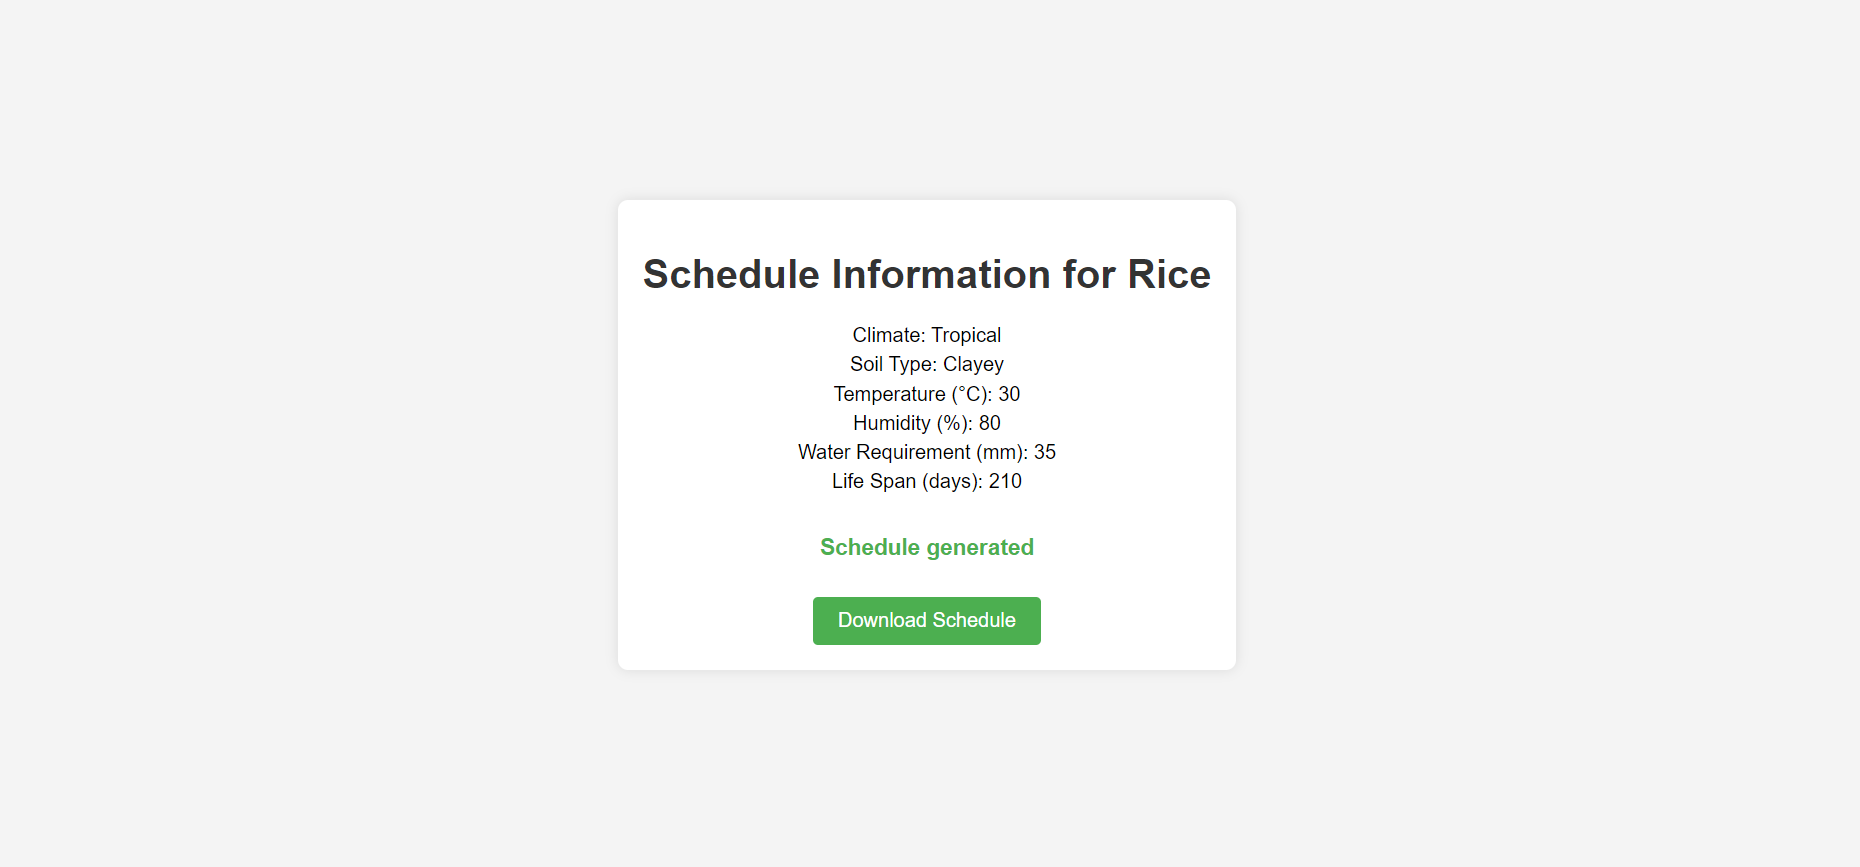 Schedule Information for Rice
Climate: Tropical
Soil Type: Clayey
Temperature (°C): 30
Humidity (%): 80
Water Requirement (mm): 35
Life Span (days): 210
Schedule generated
Download Schedule